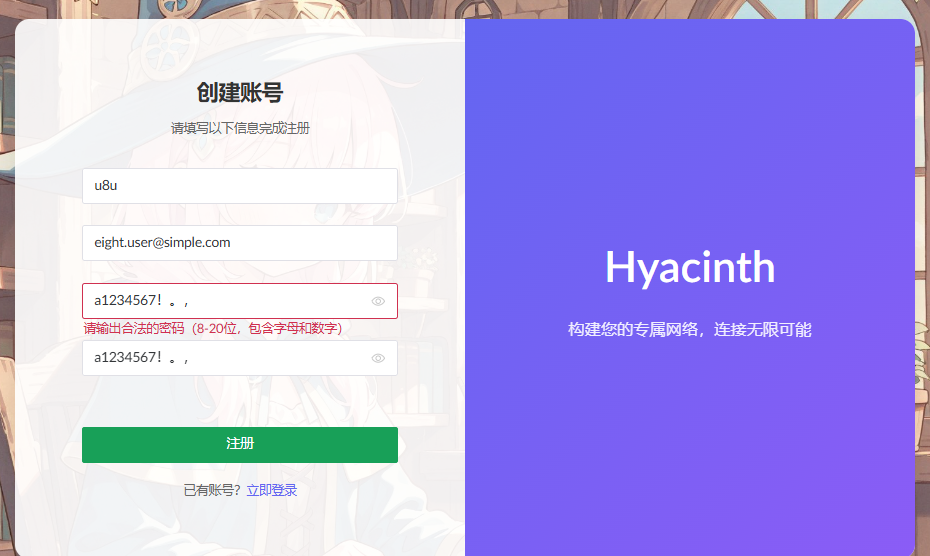 创建账号
请填写以下信息完成注册
u8u
eight.user@simple.com
a1234567！。，
请输出合法的密码（8-20位，包含字母和数字）
a1234567！。，
注册
已有账号？立即登录
Hyacinth
构建您的专属网络，连接无限可能